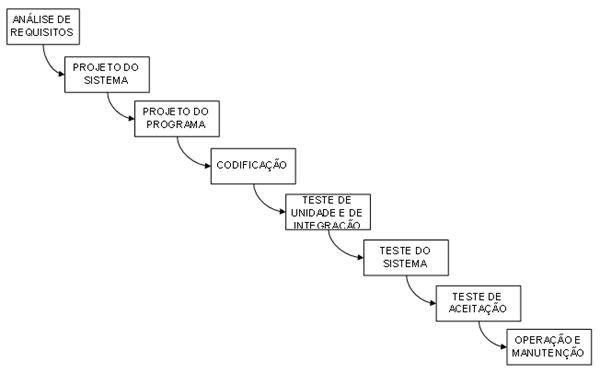 ANÁLISE DE
REQUISITOS
PROJETO DO
SISTEMA
PROJETO DO
PROGRAMA
CODIFICAÇÃO
TESTE DE
UNIDADE E DE
INTEGRAÇÃO
TESTE DO
SISTEMA
TESTE DE
ACEITAÇÃO
OPERAÇÃO E
MANUTENÇÃO